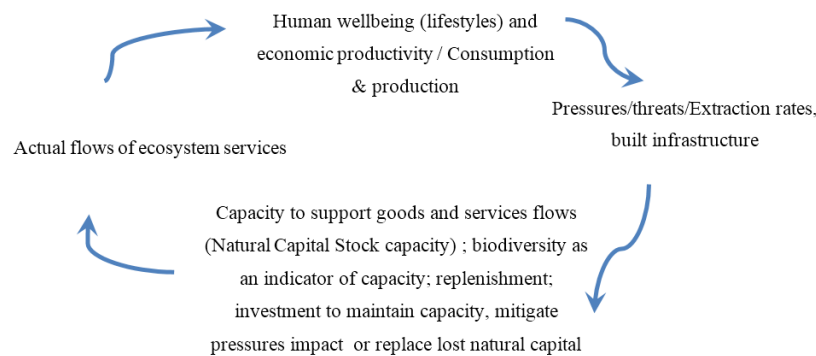 Human wellbeing (lifestyles) and
economic productivity / Consumption
& production
Pressures/threats/Extraction rates,
built infrastructure
Actual flows of ecosystem services
Capacity to support goods and services flows
(Natural Capital Stock capacity) ; biodiversity as
an indicator of capacity; replenishment;
investment to maintain capacity, mitigate
pressures impact or replace lost natural capital